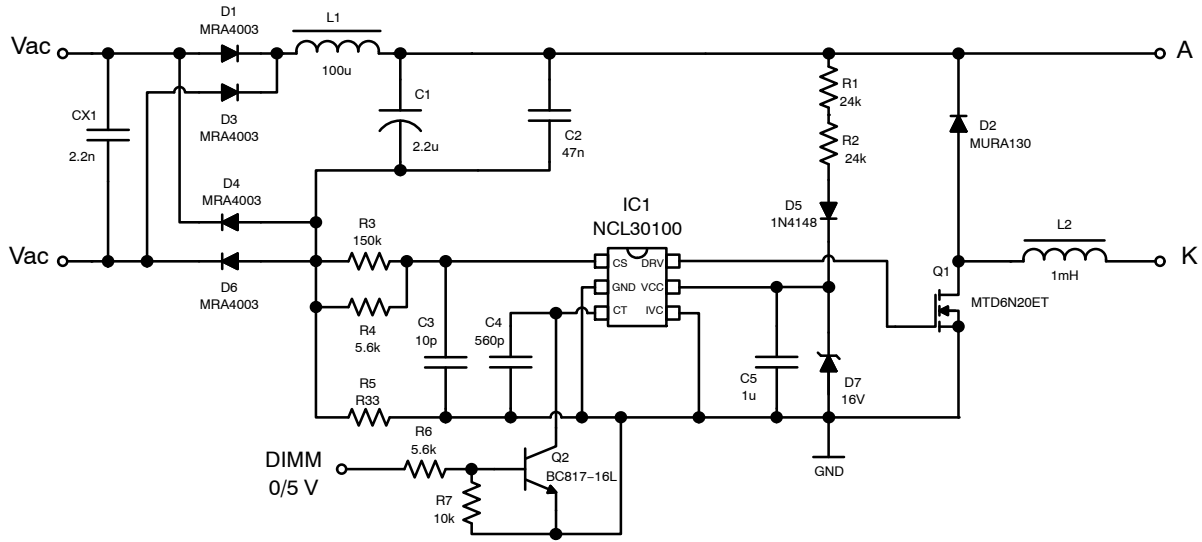 D1
MRA4003
L1
100u
Vac
A
D3
MRA4003
CX1
2.2n
C1
2.2u
C2
47n
R1
24k
R2
24k
D2
MURA130
D4
MRA4003
D5
1N4148
IC1
NCL30100
R3
150k
L2
1mH
Vac
K
CS
DRV
GND
VCC
CT
IVC
D6
MRA4003
Q1
MTD6N20ET
R4
5.6k
C3
10p
C4
560p
C5
1u
D7
16V
R5
R33
R6
5.6k
DIMM
0/5 V
Q2
BC817−16L
GND
R7
10k